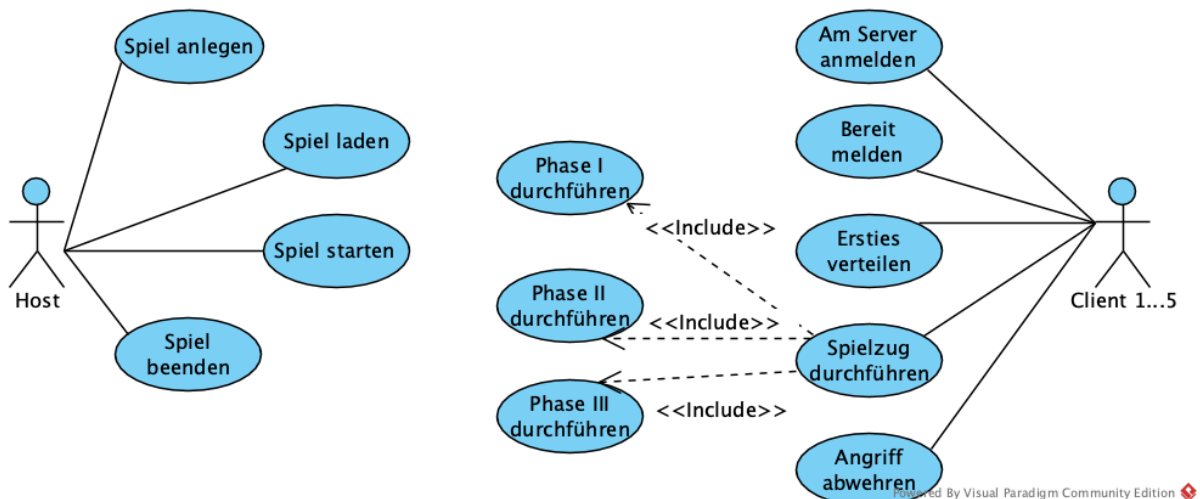 Spiel anlegen
Spiel laden
Spiel starten
Spiel
beenden
Host
Phase I
durchführen
Phase II
durchführen
Phase III
durchführen
<<Include>>
<<Include>>
<<Include>>
Am Server
anmelden
Bereit
melden
Ersties
verteilen
Spielzug
durchführen
Angriff
abwehren
Client 1...5
Powered By Visual Paradigm Community Edition